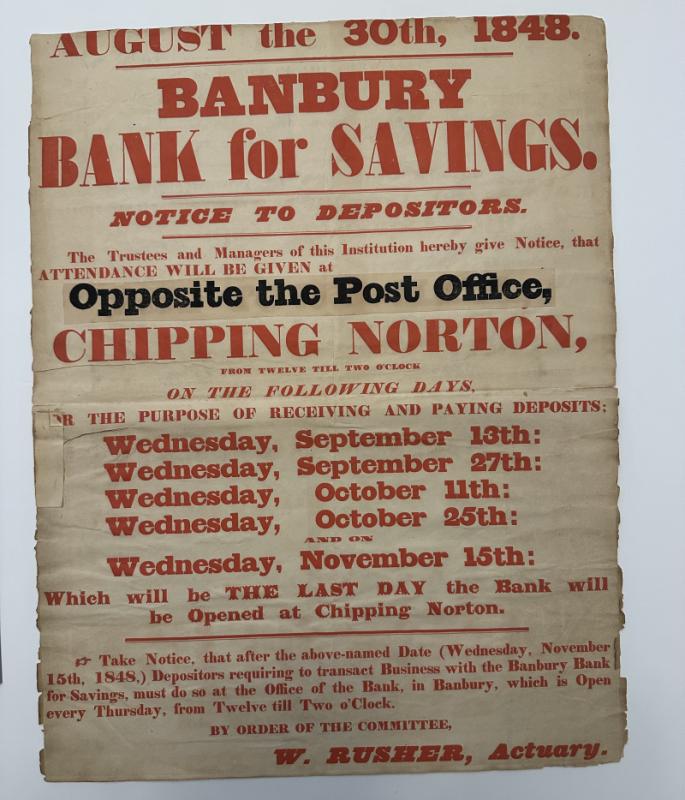 AUGUST the 30th, 1848.
BANBURY
BANK for SAVINGS.
NOTICE TO DEPOSITORS.
The Trustees and Managers of this Institution hereby give Notice, that
ATTENDANCE WILL BE GIVEN at
Opposite the Post Office,
CHIPPING NORTON,
FROM TWELVE TILL TWO O'CLOCK
ON THE FOLLOWING DAYS,
OR THE PURPOSE OF RECEIVING AND PAYING DEPOSITS:
Wednesday, September 13th:
Wednesday, September 27th:
Wednesday, October 11th:
Wednesday, October 25th:
AND ON
Wednesday, November 15th:
Which will be THE LAST DAY the Bank will
be Opened at Chipping Norton.
☞ Take Notice, that after the above-named Date (Wednesday, November
15th, 1848,) Depositors requiring to transact Business with the Banbury Bank
for Savings, must do so at the Office of the Bank, in Banbury, which is Open
every Thursday, from Twelve till Two o'Clock.
BY ORDER OF THE COMMITTEE,
W. RUSHER, Actuary.